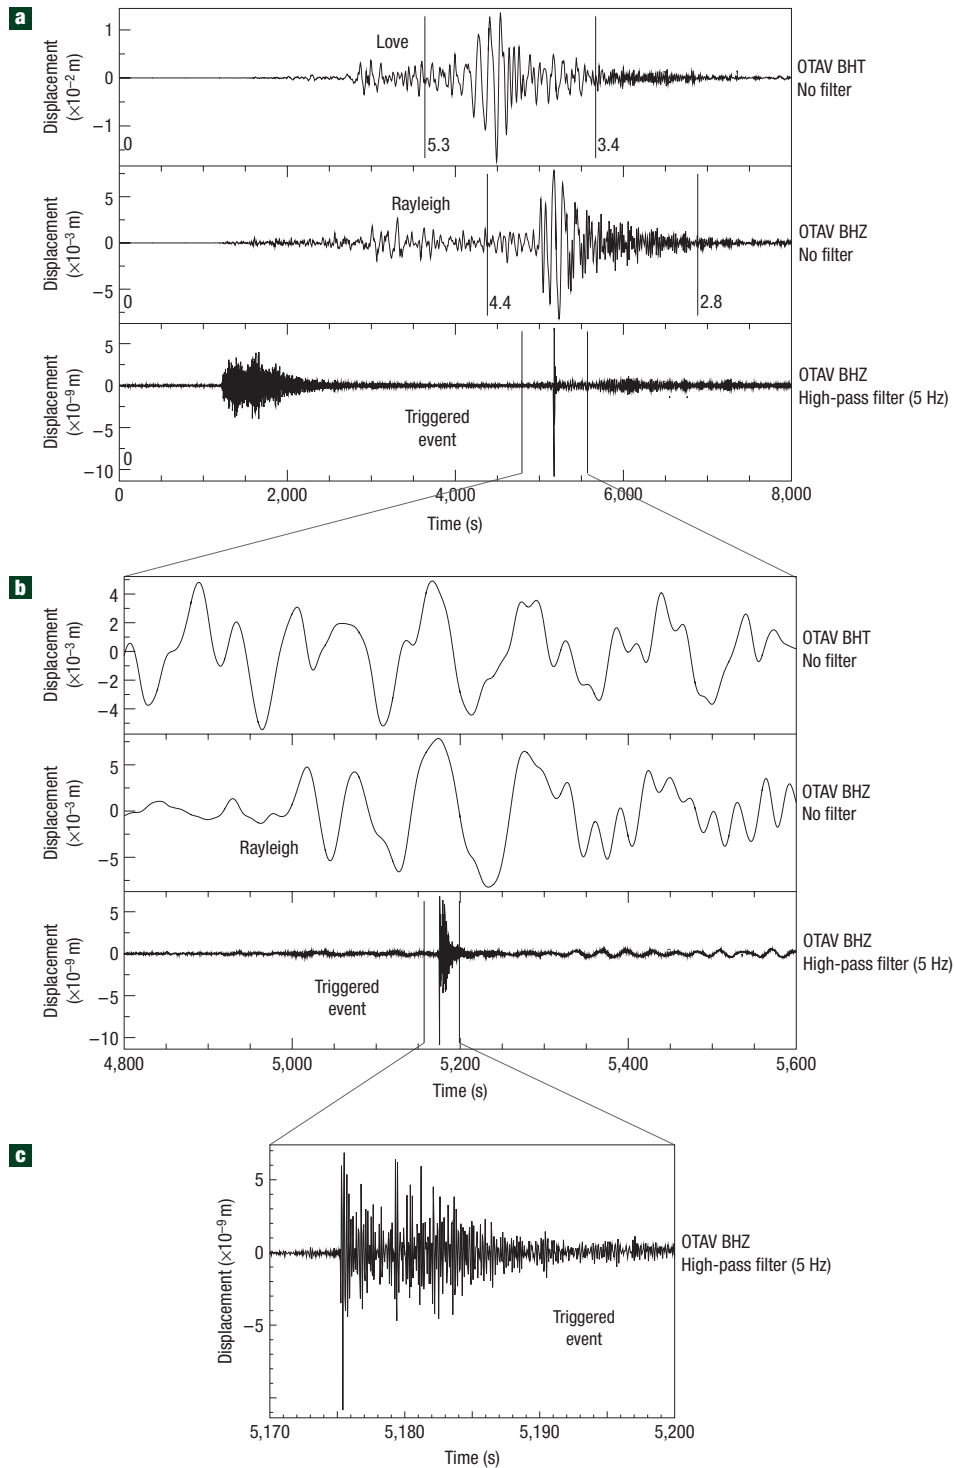 a
Displacement
(×10−2 m)
1
0
−1
Love
0
5.3
3.4
OTAV BHT
No filter
Displacement
(×10−3 m)
5
0
−5
Rayleigh
0
4.4
2.8
OTAV BHZ
No filter
Displacement
(×10−9 m)
5
0
−5
−10
0
Triggered
event
OTAV BHZ
High-pass filter (5 Hz)
0 2,000 4,000 6,000 8,000
Time (s)
b
Displacement
(×10−3 m)
4
2
0
−2
−4
OTAV BHT
No filter
Displacement
(×10−3 m)
5
0
−5
Rayleigh
OTAV BHZ
No filter
Displacement
(×10−9 m)
5
0
−5
−10
Triggered
event
OTAV BHZ
High-pass filter (5 Hz)
4,800 5,000 5,200 5,400 5,600
Time (s)
c
Displacement (×10−9 m)
5
0
−5
Triggered
event
OTAV BHZ
High-pass filter (5 Hz)
5,170 5,180 5,190 5,200
Time (s)